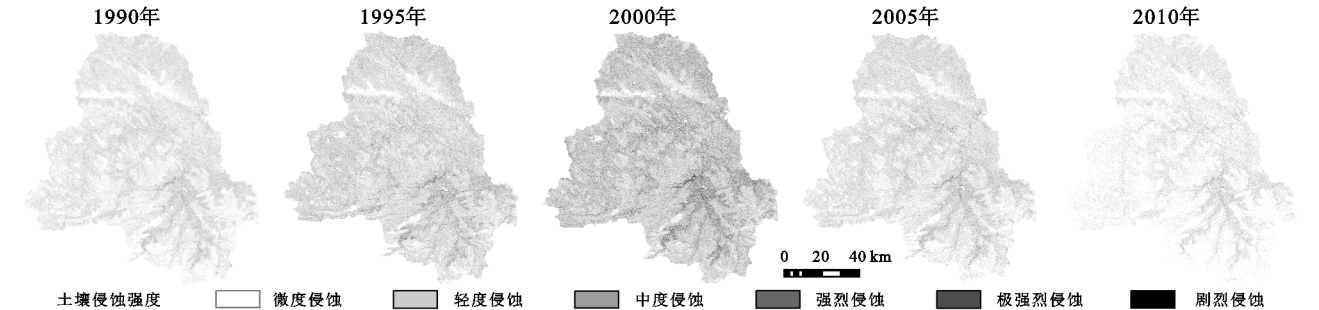 1990年 1995年 2000年 2005年 2010年
0 20 40 km
土壤侵蚀强度 微度侵蚀 轻度侵蚀 中度侵蚀 强烈侵蚀 极强烈侵蚀 剧烈侵蚀